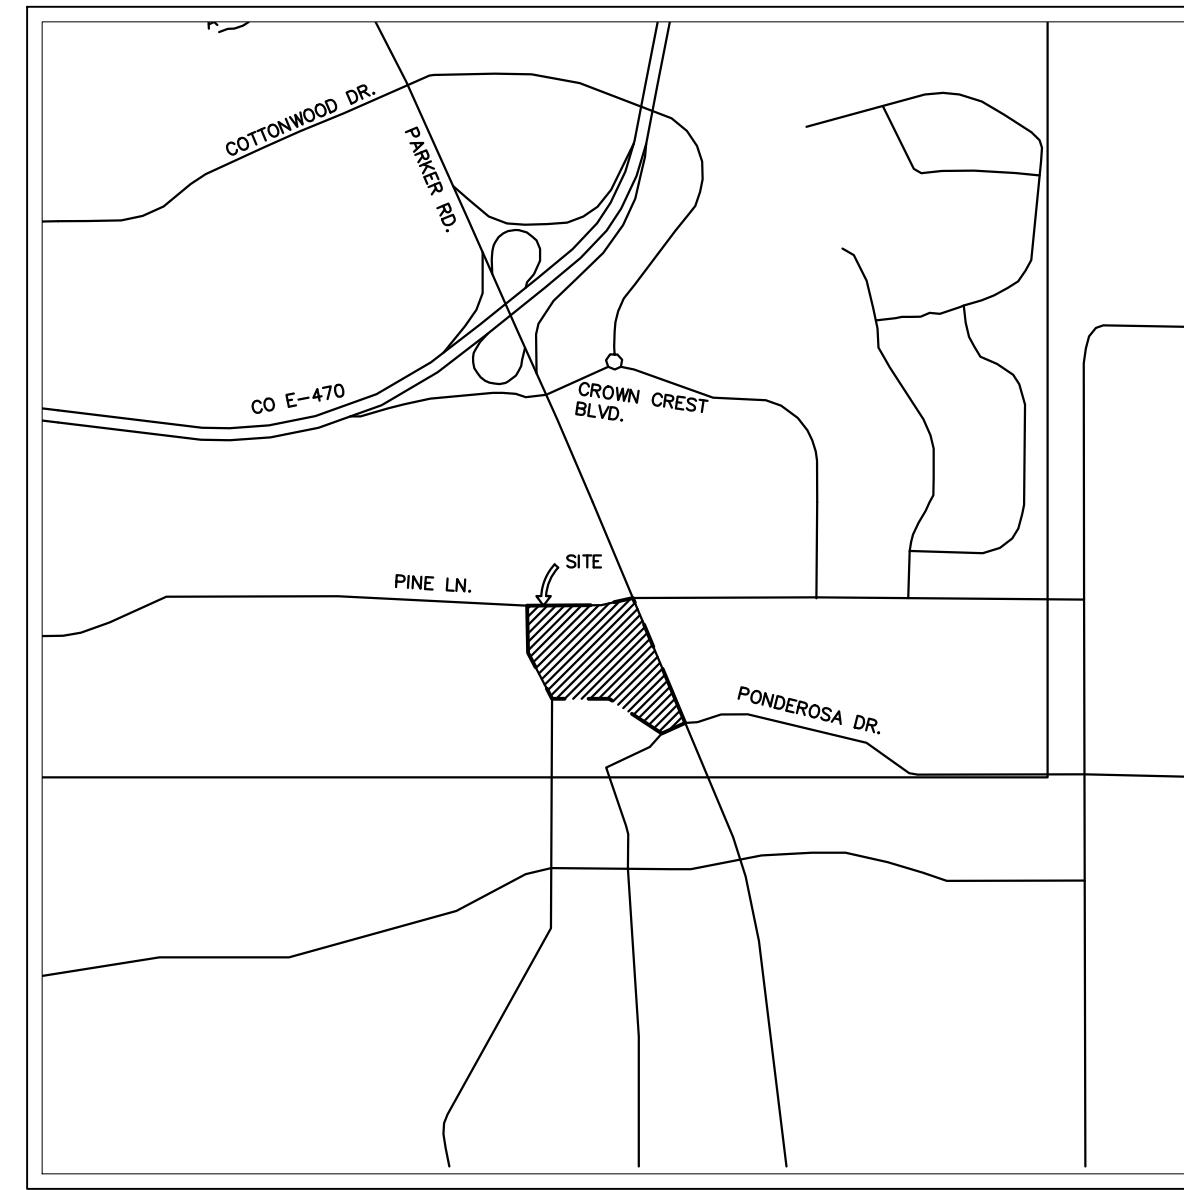 COTTONWOOD DR.
PARKER RD.
CO E-470
CROWN CREST
BLVD.
SITE
PINE LN.
PONDEROSA DR.